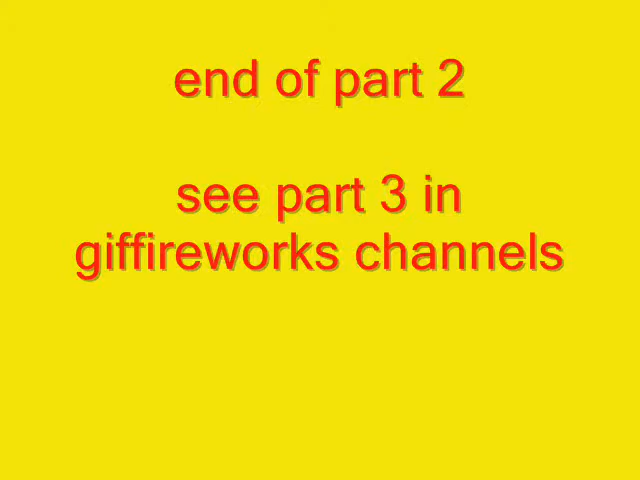 end of part 2
see part 3 in
giffireworks channels